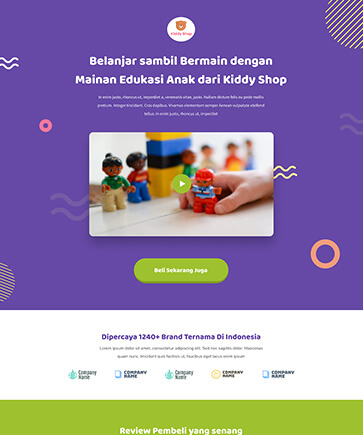 Kiddy Shop
Belanjar sambil Bermain dengan
Mainan Edukasi Anak dari Kiddy Shop
In enim justo, rhoncus ut, imperdiet a, venenatis vitae, justo. Nullam dictum felis eu pede mollis
pretium. Integer tincidunt. Cras dapibus. Vivamus elementum semper Aenean vulputate eleifend
tellus. In enim justo, rhoncus ut, imperdiet
Beli Sekarang Juga
Dipercaya 1240+ Brand Ternama Di Indonesia
Lorem ipsum dolor sit amet, consectetur adipiscing elit. Sed non sagittis diam. Maecenas
quam nunc, tincidunt ac facilisis ut, faucibus eget lacus enim ipsum
Company Name
COMPANY NAME
Company Name
COMPANY NAME
COMPANY NAME
Review Pembeli yang senang